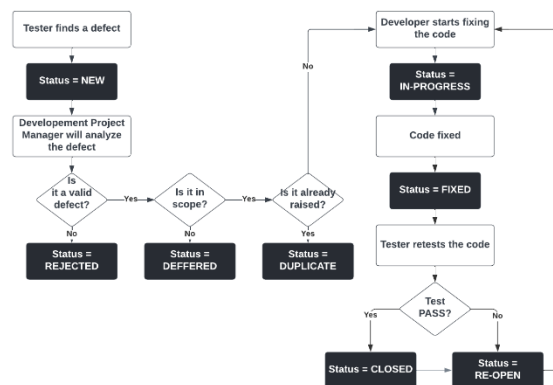 Tester finds a defect
Status = NEW
Developement Project
Manager will analyze
the defect
Is
it a valid
defect?
Yes
No
Status =
REJECTED
Is it in
scope?
Yes
No
Status =
DEFFERED
Is it already
raised?
No
Yes
Status =
DUPLICATE
Developer starts fixing
the code
Status =
IN-PROGRESS
Code fixed
Status = FIXED
Tester retests the code
Test
PASS?
Yes
No
Status = CLOSED
Status =
RE-OPEN